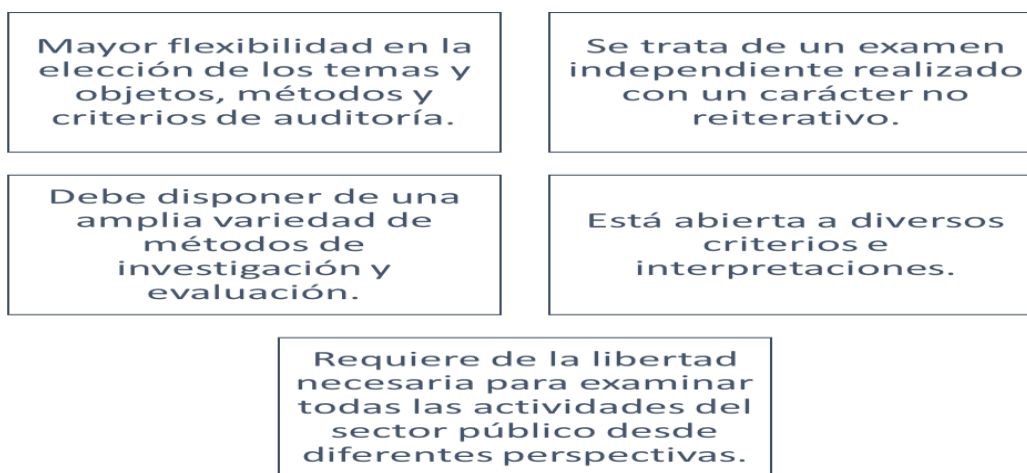 Mayor flexibilidad en la
elección de los temas y
objetos, métodos y
criterios de auditoría.
Se trata de un examen
independiente realizado
con un carácter no
reiterativo.
Debe disponer de una
amplia variedad de
métodos de
investigación y
evaluación.
Está abierta a diversos
criterios e
interpretaciones.
Requiere de la libertad
necesaria para examinar
todas las actividades del
sector público desde
diferentes perspectivas.